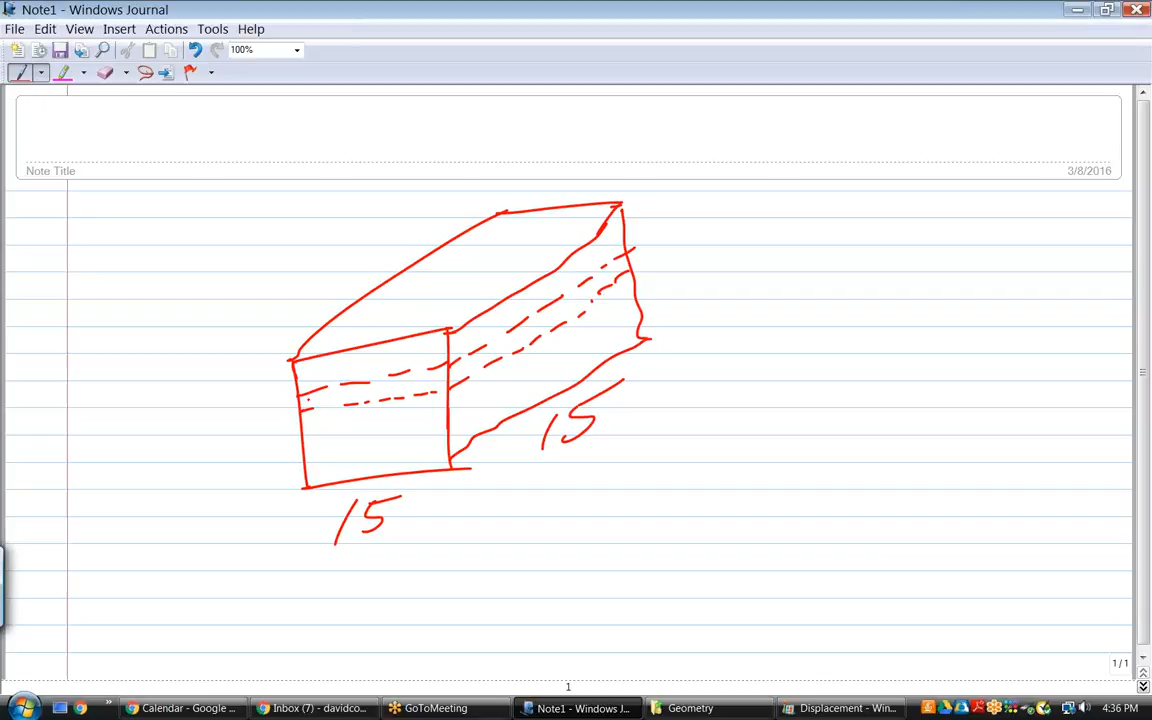 Note1 - Windows Journal
File Edit View Insert Actions Tools Help
100%
Note Title
3/8/2016
15
15
1/1
1
Calendar - Google ...
Inbox (7) - davidco...
GoToMeeting
Note1 - Windows J...
Geometry
Displacement - Win...
4:36 PM